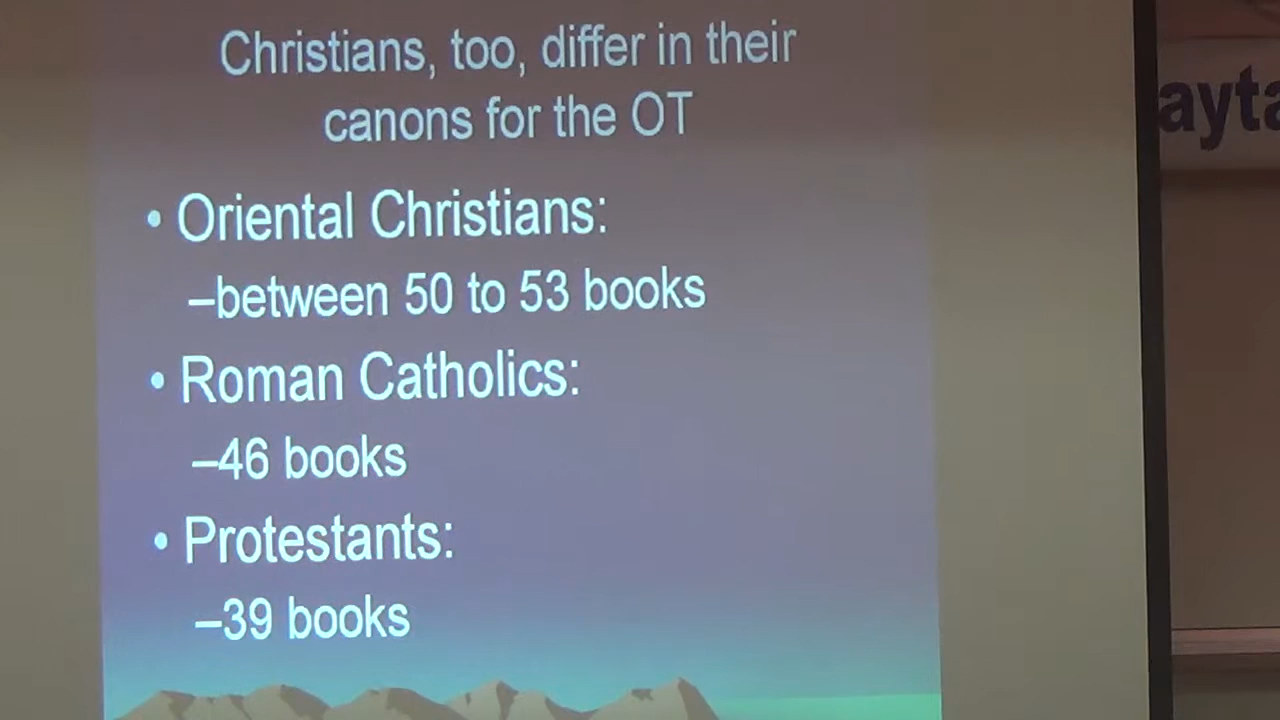 Christians, too, differ in their
canons for the OT
• Oriental Christians:
–between 50 to 53 books
• Roman Catholics:
–46 books
• Protestants:
–39 books